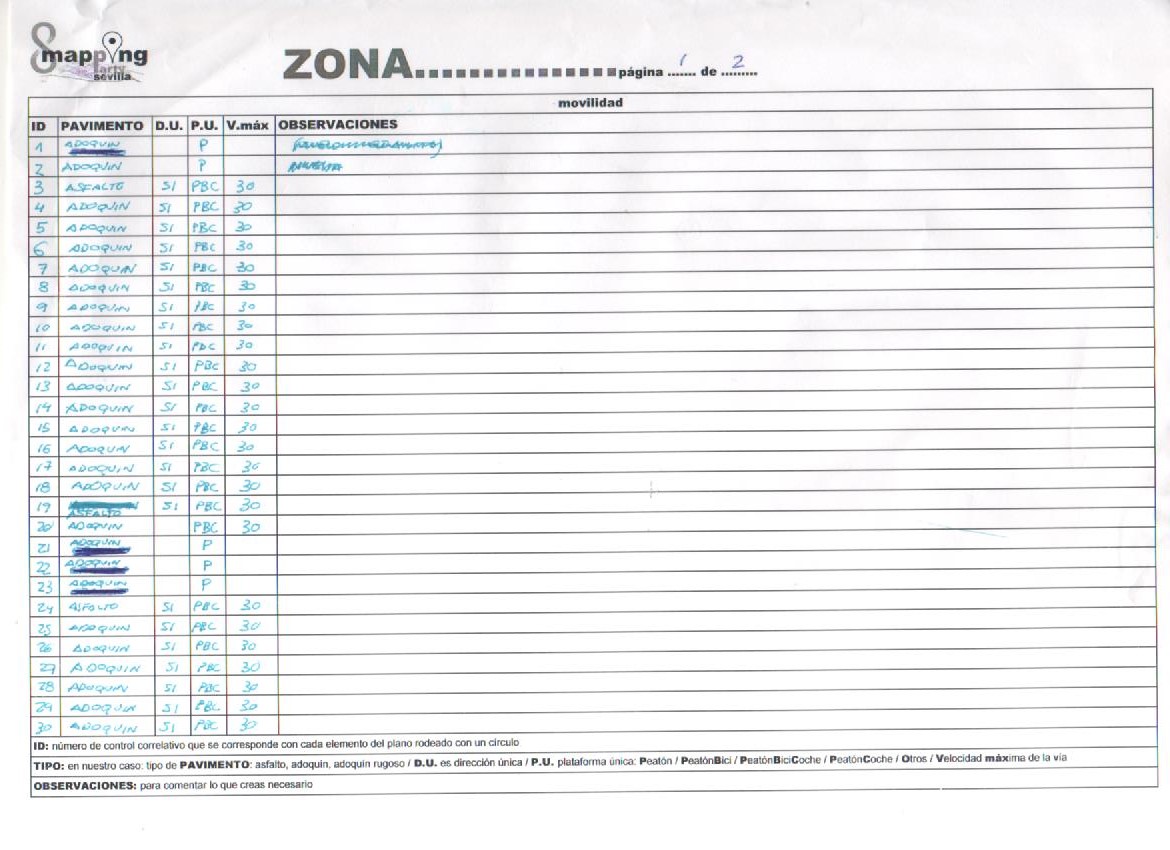 8
mapping
party
sevilla
ZONA................página ....1... de ....2.....
movilidad
ID PAVIMENTO D.U. P.U. V.máx OBSERVACIONES
1 ADOQUIN P
2 ADOQUIN P
3 ASFALTO SI PBC 30
4 ADOQUIN SI PBC 30
5 ADOQUIN SI PBC 30
6 ADOQUIN SI PBC 30
7 ADOQUIN SI PBC 30
8 ADOQUIN SI PBC 30
9 ADOQUIN SI PBC 30
10 ADOQUIN SI PBC 30
11 ADOQUIN SI PBC 30
12 ADOQUIN SI PBC 30
13 ADOQUIN SI PBC 30
14 ADOQUIN SI PBC 30
15 ADOQUIN SI PBC 30
16 ADOQUIN SI PBC 30
17 ADOQUIN SI PBC 30
18 ADOQUIN SI PBC 30
19 ASFALTO SI PBC 30
20 ADOQUIN PBC 30
21 ADOQUIN P
22 ADOQUIN P
23 ADOQUIN P
24 ASFALTO SI PBC 30
25 ADOQUIN SI PBC 30
26 ADOQUIN SI PBC 30
27 ADOQUIN SI PBC 30
28 ADOQUIN SI PBC 30
29 ADOQUIN SI PBC 30
30 ADOQUIN SI PBC 30
ID: número de control correlativo que se corresponde con cada elemento del plano rodeado con un círculo
TIPO: en nuestro caso: tipo de PAVIMENTO: asfalto, adoquin, adoquin rugoso / D.U. es dirección única / P.U. plataforma única: Peatón / PeatónBici / PeatónBiciCoche / PeatónCoche / Otros / Velocidad máxima de la vía
OBSERVACIONES: para comentar lo que creas necesario